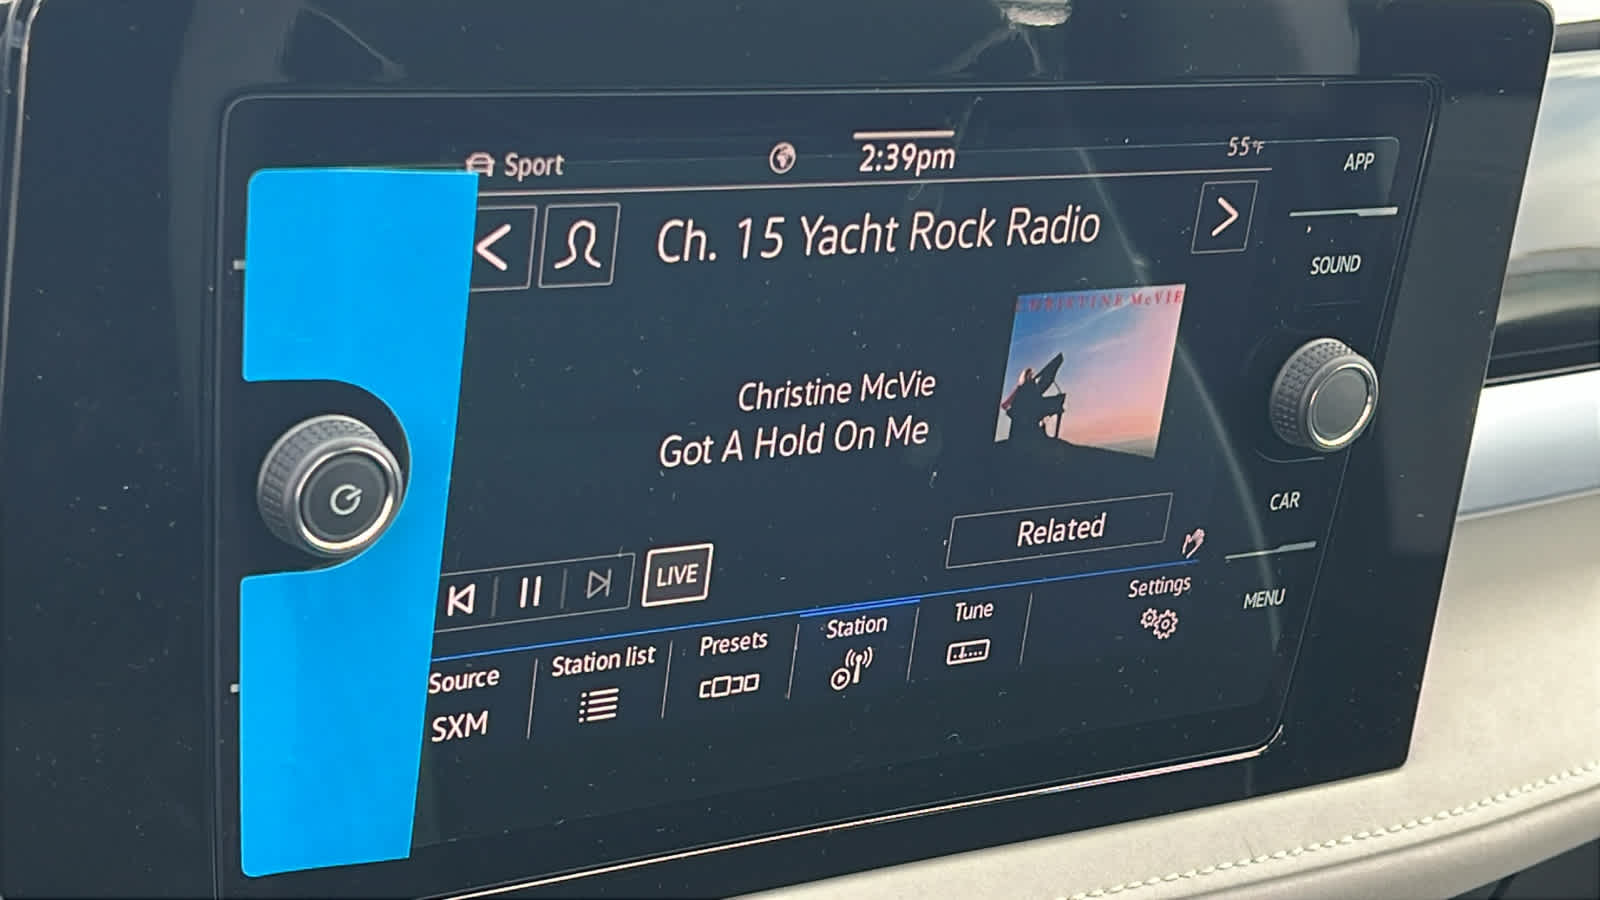 Sport
2:39pm
55°F
APP
Ch. 15 Yacht Rock Radio
SOUND
CHRISTINE McVIE
Christine McVie
Got A Hold On Me
Related
CAR
LIVE
MENU
Source
SXM
Station list
Presets
Station
Tune
Settings